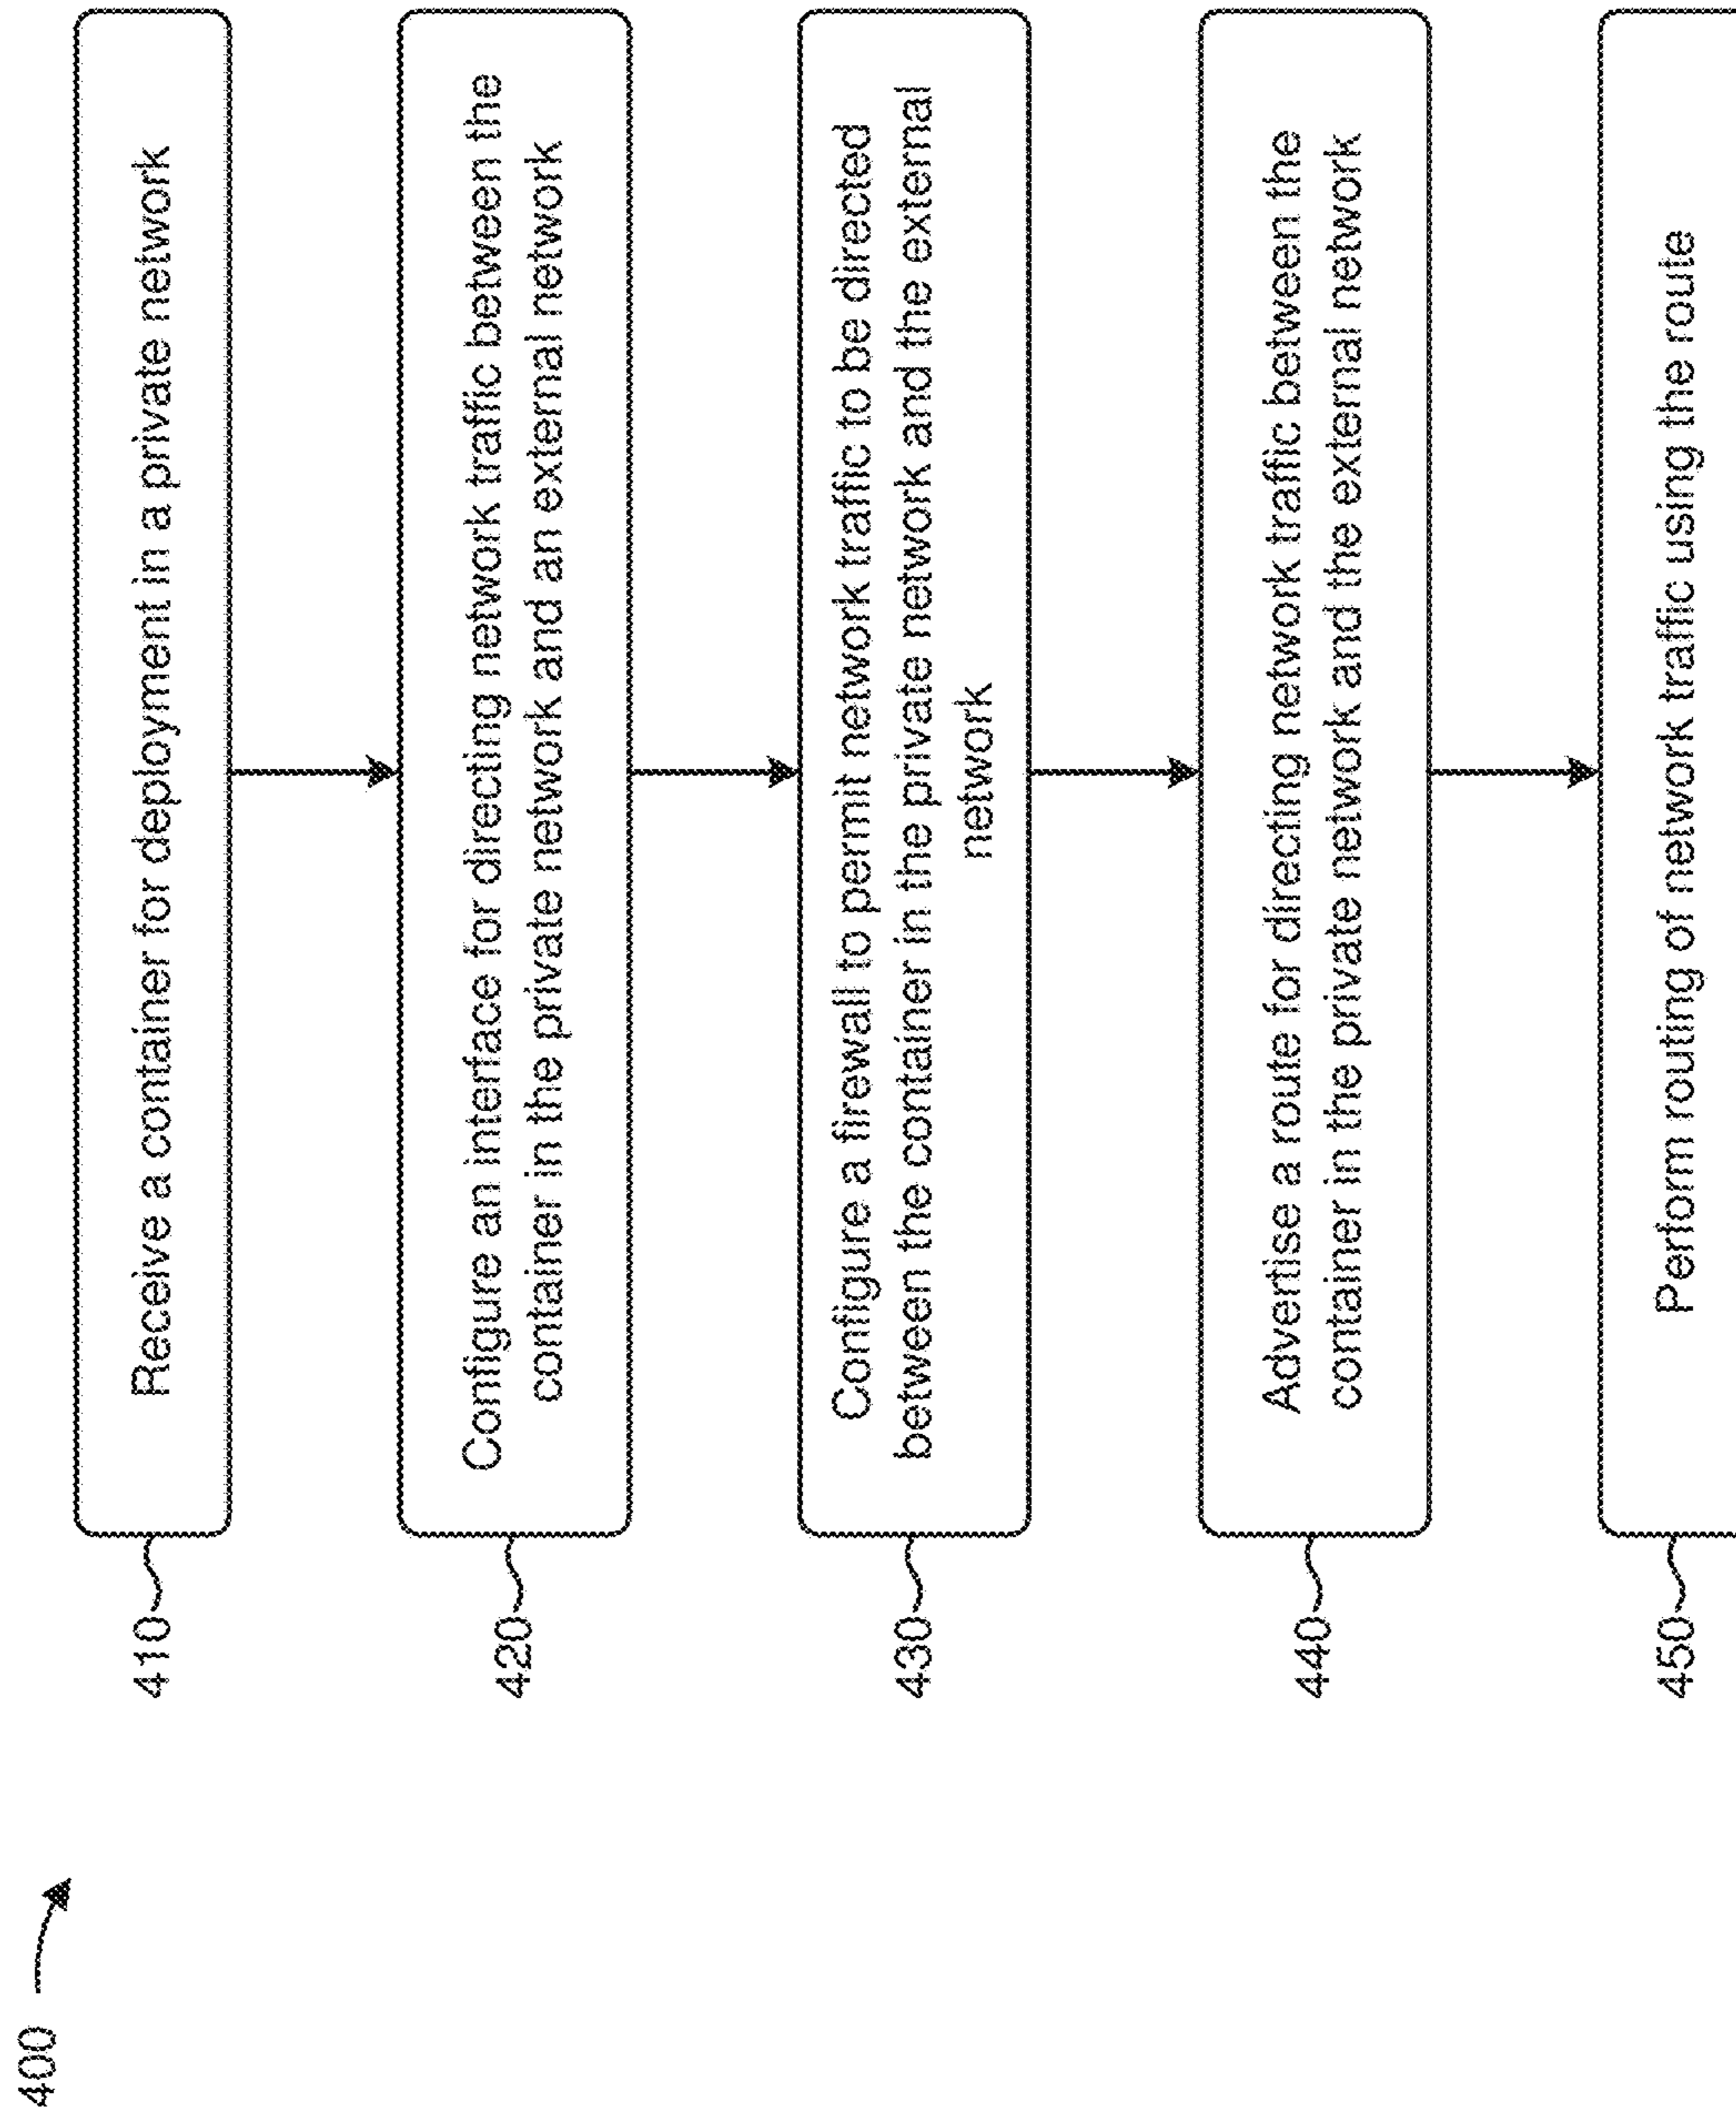 400
410
Receive a container for deployment in a private network
420
Configure an interface for directing network traffic between the
container in the private network and an external network
430
Configure a firewall to permit network traffic to be directed
between the container in the private network and the external
network
440
Advertise a route for directing network traffic between the
container in the private network and the external network
450
Perform routing of network traffic using the route